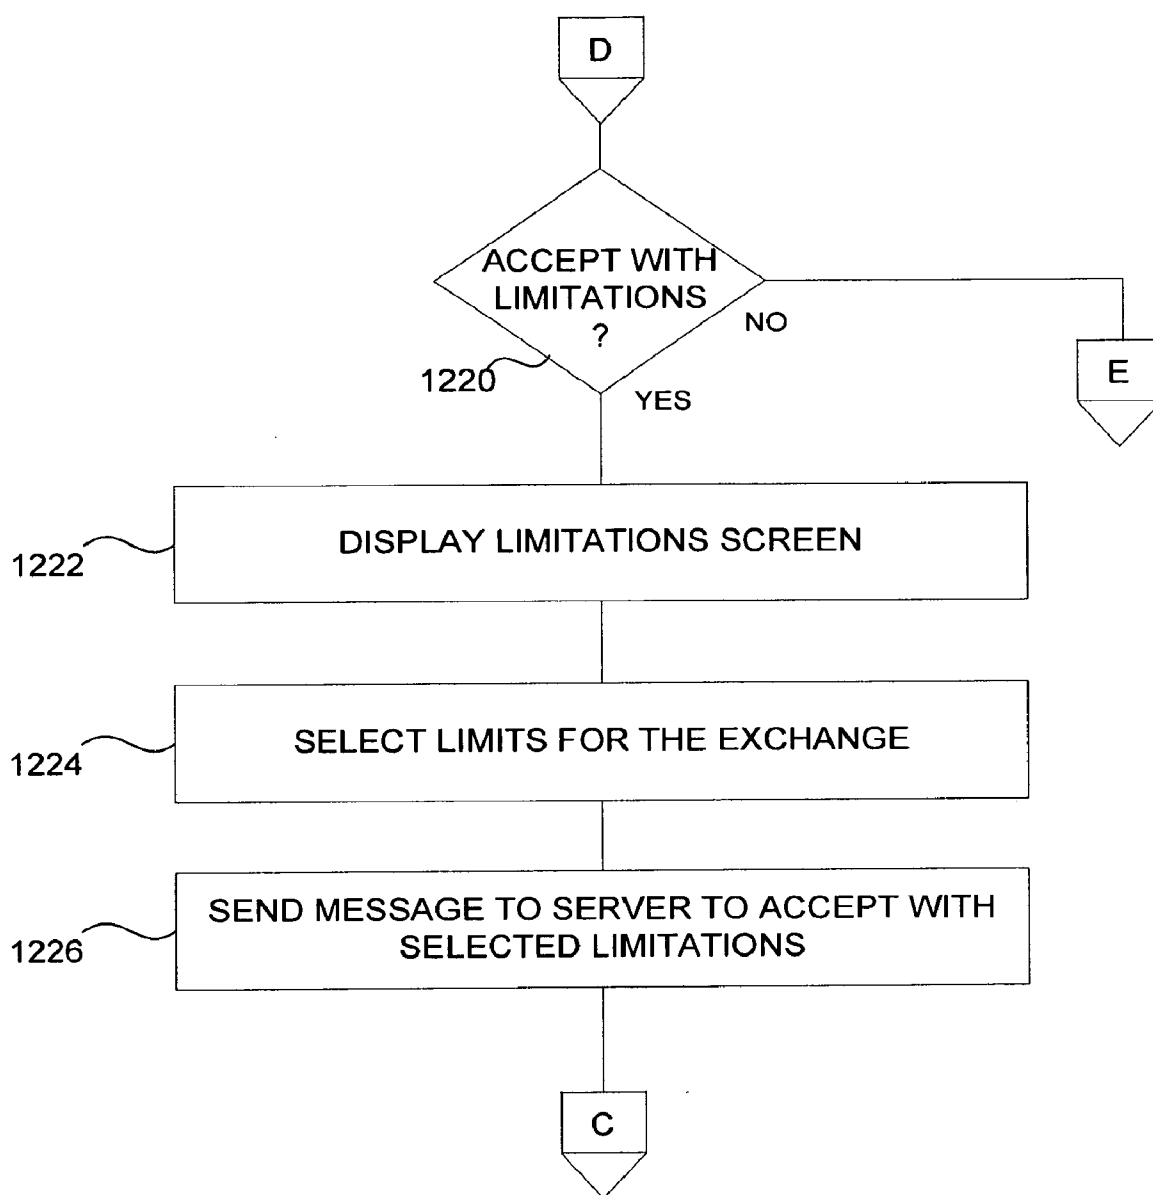 D
ACCEPT WITH
LIMITATIONS
?
NO
1220
YES
E
DISPLAY LIMITATIONS SCREEN
1222
SELECT LIMITS FOR THE EXCHANGE
1224
SEND MESSAGE TO SERVER TO ACCEPT WITH
SELECTED LIMITATIONS
1226
C